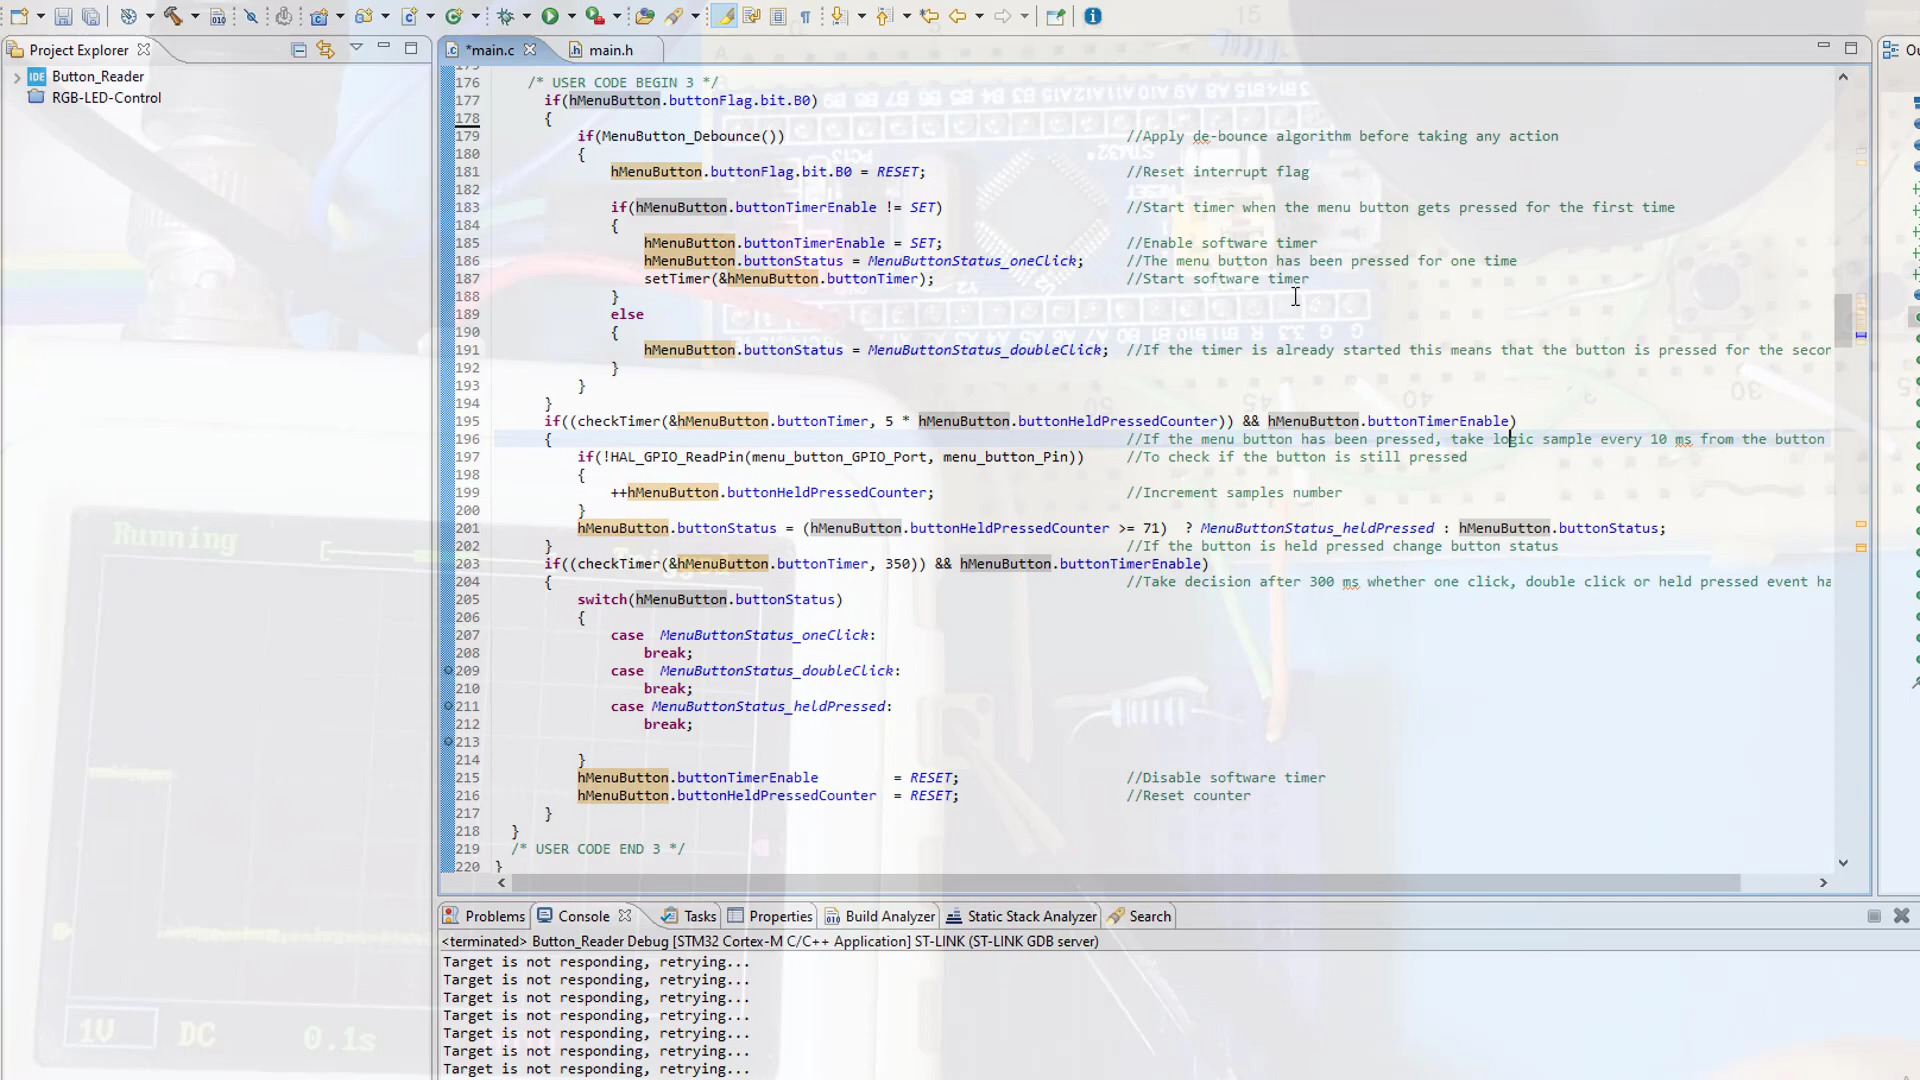 Project Explorer
*main.c
main.h
Button_Reader
RGB-LED-Control
176 /* USER CODE BEGIN 3 */
177 if(hMenuButton.buttonFlag.bit.B0)
178 {
179 if(MenuButton_Debounce()) //Apply de-bounce algorithm before taking any action
180 {
181 hMenuButton.buttonFlag.bit.B0 = RESET; //Reset interrupt flag
182
183 if(hMenuButton.buttonTimerEnable != SET) //Start timer when the menu button gets pressed for the first time
184 {
185 hMenuButton.buttonTimerEnable = SET; //Enable software timer
186 hMenuButton.buttonStatus = MenuButtonStatus_oneClick; //The menu button has been pressed for one time
187 setTimer(&hMenuButton.buttonTimer); //Start software timer
188 }
189 else
190 {
191 hMenuButton.buttonStatus = MenuButtonStatus_doubleClick; //If the timer is already started this means that the button is pressed for the secon
192 }
193 }
194 }
195 if((checkTimer(&hMenuButton.buttonTimer, 5 * hMenuButton.buttonHeldPressedCounter)) && hMenuButton.buttonTimerEnable)
196 { //If the menu button has been pressed, take logic sample every 10 ms from the button
197 if(!HAL_GPIO_ReadPin(menu_button_GPIO_Port, menu_button_Pin)) //To check if the button is still pressed
198 {
199 ++hMenuButton.buttonHeldPressedCounter; //Increment samples number
200 }
201 hMenuButton.buttonStatus = (hMenuButton.buttonHeldPressedCounter >= 71) ? MenuButtonStatus_heldPressed : hMenuButton.buttonStatus;
202 } //If the button is held pressed change button status
203 if((checkTimer(&hMenuButton.buttonTimer, 350)) && hMenuButton.buttonTimerEnable)
204 { //Take decision after 300 ms whether one click, double click or held pressed event ha
205 switch(hMenuButton.buttonStatus)
206 {
207 case MenuButtonStatus_oneClick:
208 break;
209 case MenuButtonStatus_doubleClick:
210 break;
211 case MenuButtonStatus_heldPressed:
212 break;
213
214 }
215 hMenuButton.buttonTimerEnable = RESET; //Disable software timer
216 hMenuButton.buttonHeldPressedCounter = RESET; //Reset counter
217 }
218 }
219 /* USER CODE END 3 */
220 }
Running
1V DC 0.1s
Problems Console Tasks Properties Build Analyzer Static Stack Analyzer Search
<terminated> Button_Reader Debug [STM32 Cortex-M C/C++ Application] ST-LINK (ST-LINK GDB server)
Target is not responding, retrying...
Target is not responding, retrying...
Target is not responding, retrying...
Target is not responding, retrying...
Target is not responding, retrying...
Target is not responding, retrying...
Target is not responding, retrying...